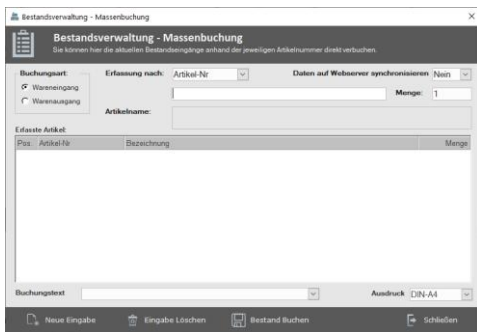 Bestandsverwaltung - Massenbuchung
Bestandsverwaltung - Massenbuchung
Sie können hier die aktuellen Bestandseingänge anhand der jeweiligen Artikelnummer direkt verbuchen.
Buchungsart: Erfassung nach: Artikel-Nr Daten auf Webserver synchronisieren Nein
Wareneingang
Menge: 1
Warenausgang
Artikelname:
Erfasste Artikel:
Pos. Artikel-Nr Bezeichnung Menge
Buchungstext Ausdruck DIN-A4
Neue Eingabe Eingabe Löschen Bestand Buchen Schließen